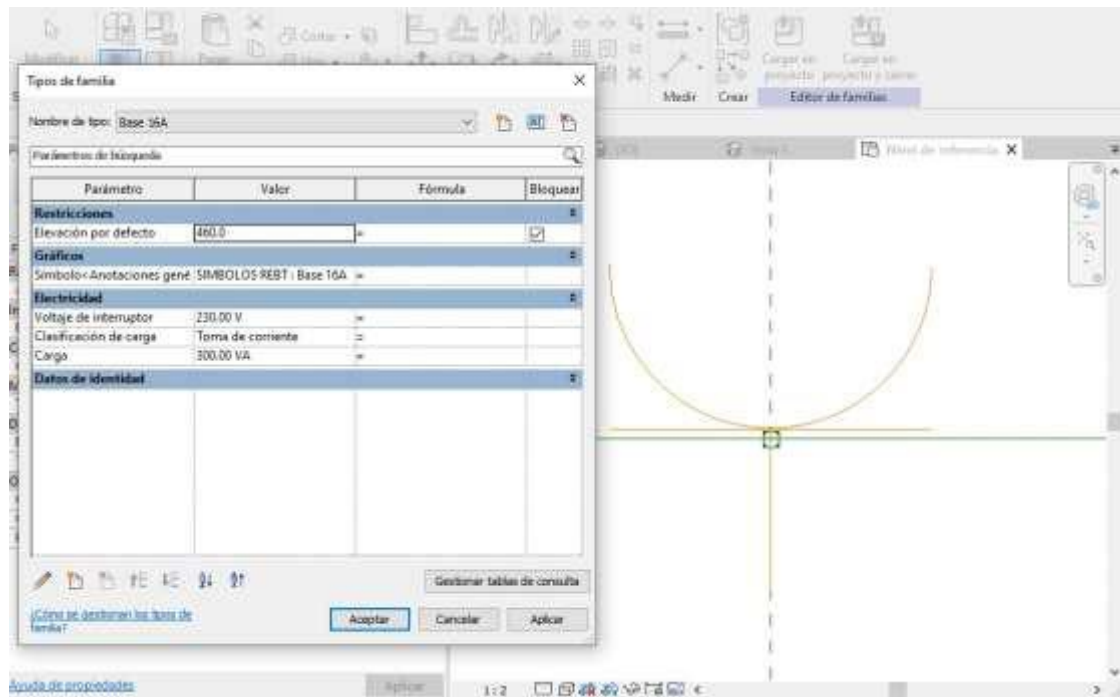 Medir
Crear
Editor de familias
Tipos de familia
Nombre de tipo: Base 16A
Parámetros de búsqueda
Parámetro Valor Fórmula Bloquear
Restricciones
Elevación por defecto 460.0 =
Gráficos
Símbolo<Anotaciones gené SIMBOLOS REBT : Base 16A =
Electricidad
Voltaje de interruptor 230.00 V =
Clasificación de carga Toma de corriente =
Carga 300.00 VA =
Datos de identidad
Gestionar tablas de consulta
¿Cómo se gestionan los tipos de
familia?
Aceptar Cancelar Aplicar
Ayuda de propiedades
Aplicar
1:2